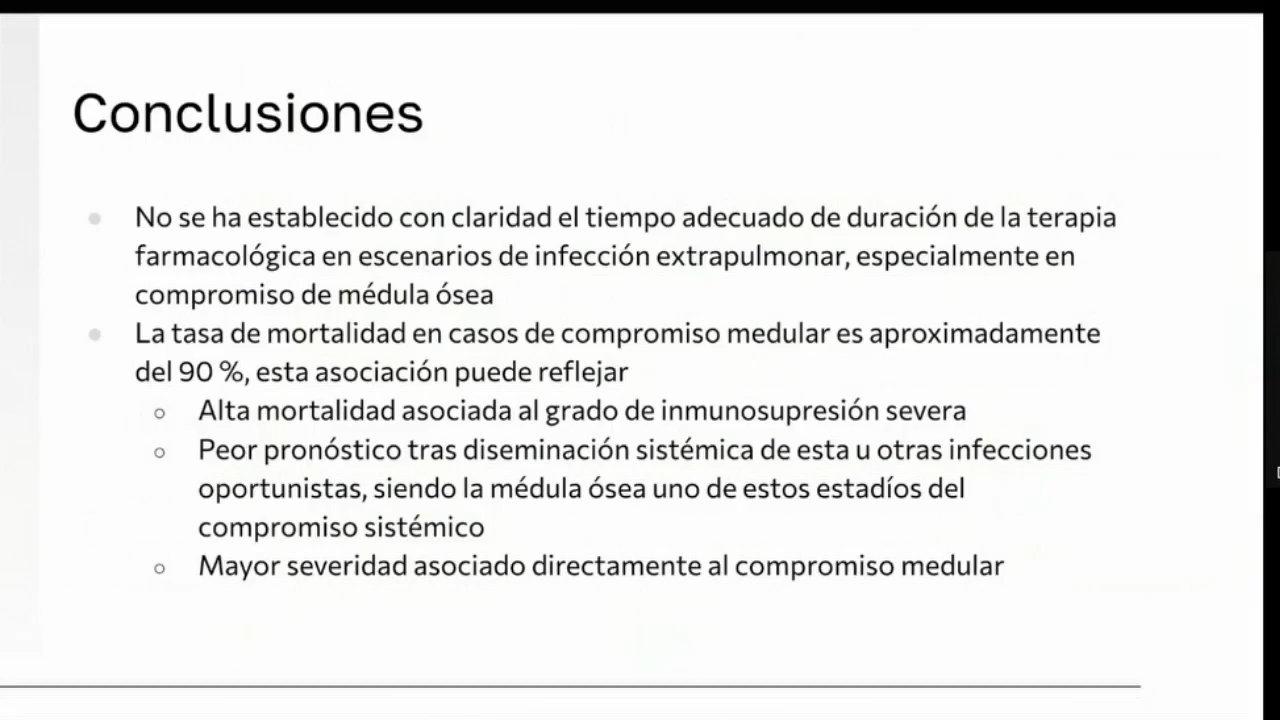 Conclusiones
No se ha establecido con claridad el tiempo adecuado de duración de la terapia
farmacológica en escenarios de infección extrapulmonar, especialmente en
compromiso de médula ósea
La tasa de mortalidad en casos de compromiso medular es aproximadamente
del 90 %, esta asociación puede reflejar
Alta mortalidad asociada al grado de inmunosupresión severa
Peor pronóstico tras diseminación sistémica de esta u otras infecciones
oportunistas, siendo la médula ósea uno de estos estadíos del
compromiso sistémico
Mayor severidad asociado directamente al compromiso medular